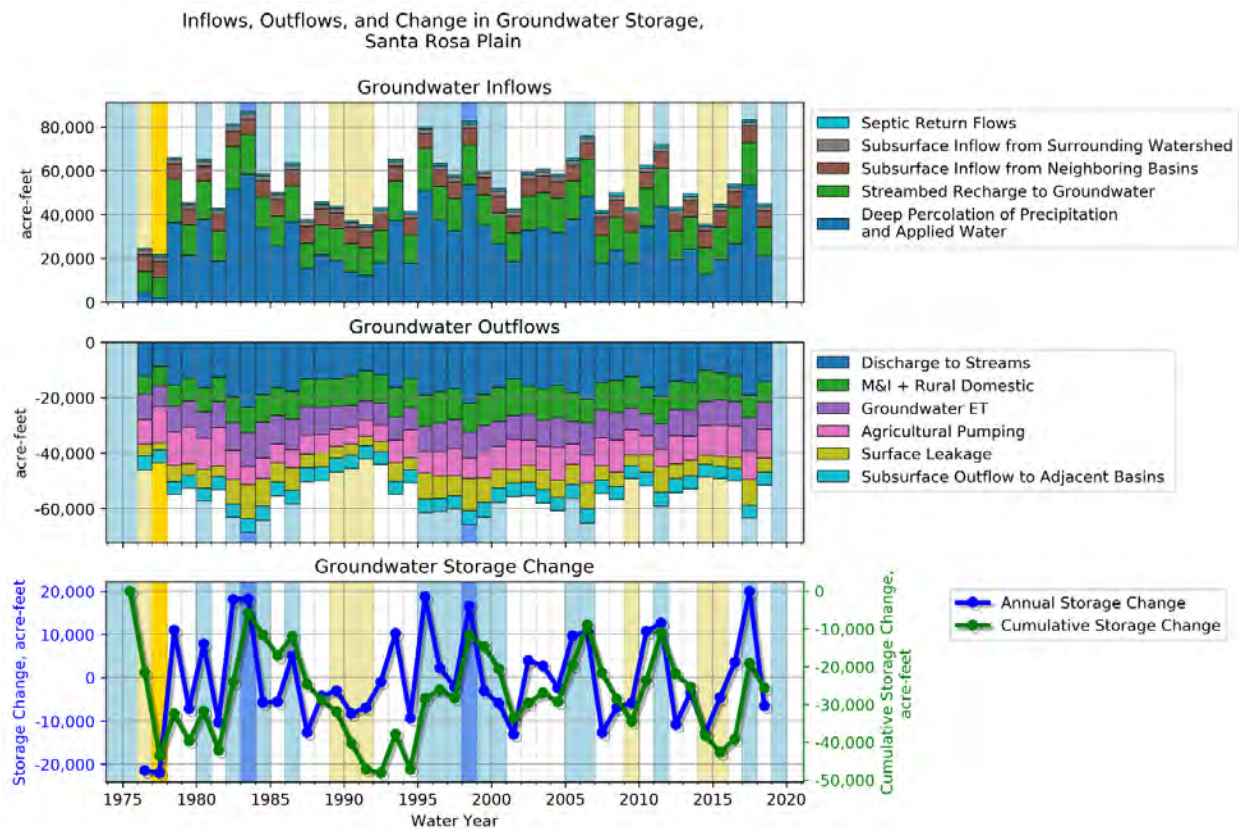 Inflows, Outflows, and Change in Groundwater Storage,
Santa Rosa Plain
Groundwater Inflows
acre-feet
80,000
60,000
40,000
20,000
0
Septic Return Flows
Subsurface Inflow from Surrounding Watershed
Subsurface Inflow from Neighboring Basins
Streambed Recharge to Groundwater
Deep Percolation of Precipitation
and Applied Water
Groundwater Outflows
acre-feet
0
-20,000
-40,000
-60,000
Discharge to Streams
M&I + Rural Domestic
Groundwater ET
Agricultural Pumping
Surface Leakage
Subsurface Outflow to Adjacent Basins
Groundwater Storage Change
Storage Change, acre-feet
20,000
10,000
0
-10,000
-20,000
0
-10,000
-20,000
-30,000
-40,000
-50,000
Cumulative Storage Change,
acre-feet
Annual Storage Change
Cumulative Storage Change
1975 1980 1985 1990 1995 2000 2005 2010 2015 2020
Water Year